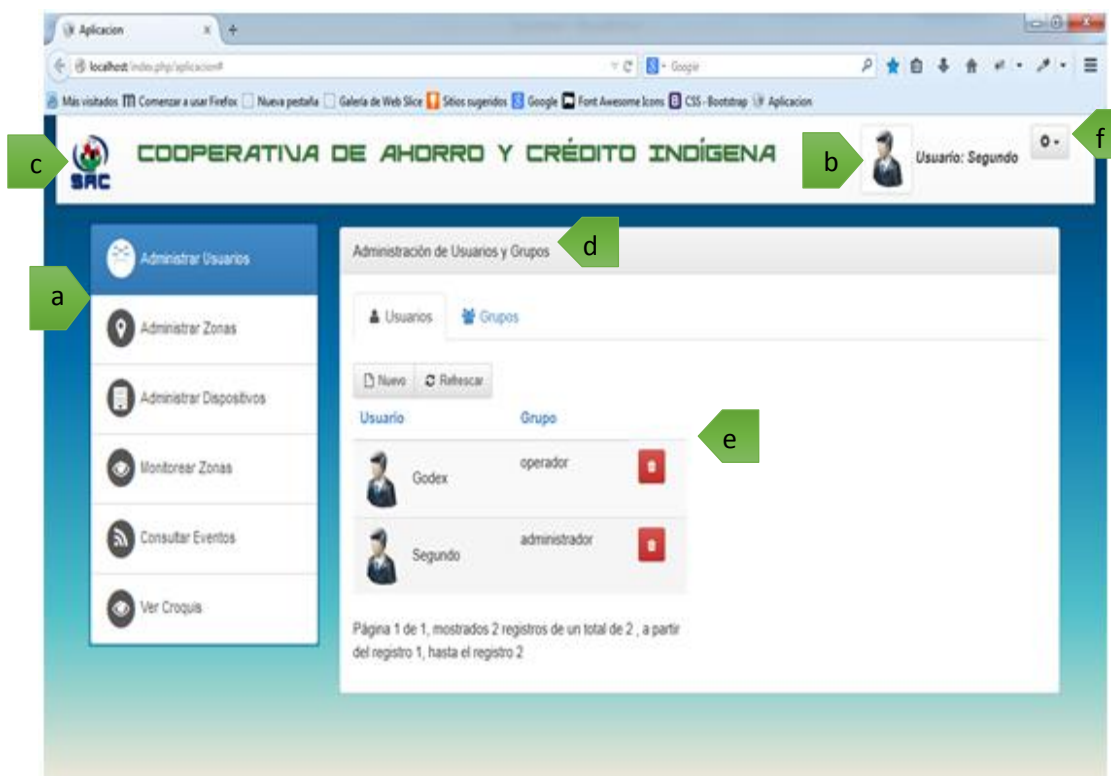 Aplicacion
localhost/index.php/aplicacion#
Google
Más visitados Comenzar a usar Firefox Nueva pestaña Galería de Web Slice Sitios sugeridos Google Font Awesome Icons CSS · Bootstrap Aplicacion
c
SAC
COOPERATIVA DE AHORRO Y CRÉDITO INDÍGENA
b
Usuario: Segundo
f
a
Administrar Usuarios
Administrar Zonas
Administrar Dispositivos
Monitorear Zonas
Consultar Eventos
Ver Croquis
Administración de Usuarios y Grupos
d
Usuarios Grupos
Nuevo Refrescar
Usuario Grupo
e
Godex operador
Segundo administrador
Página 1 de 1, mostrados 2 registros de un total de 2 , a partir
del registro 1, hasta el registro 2